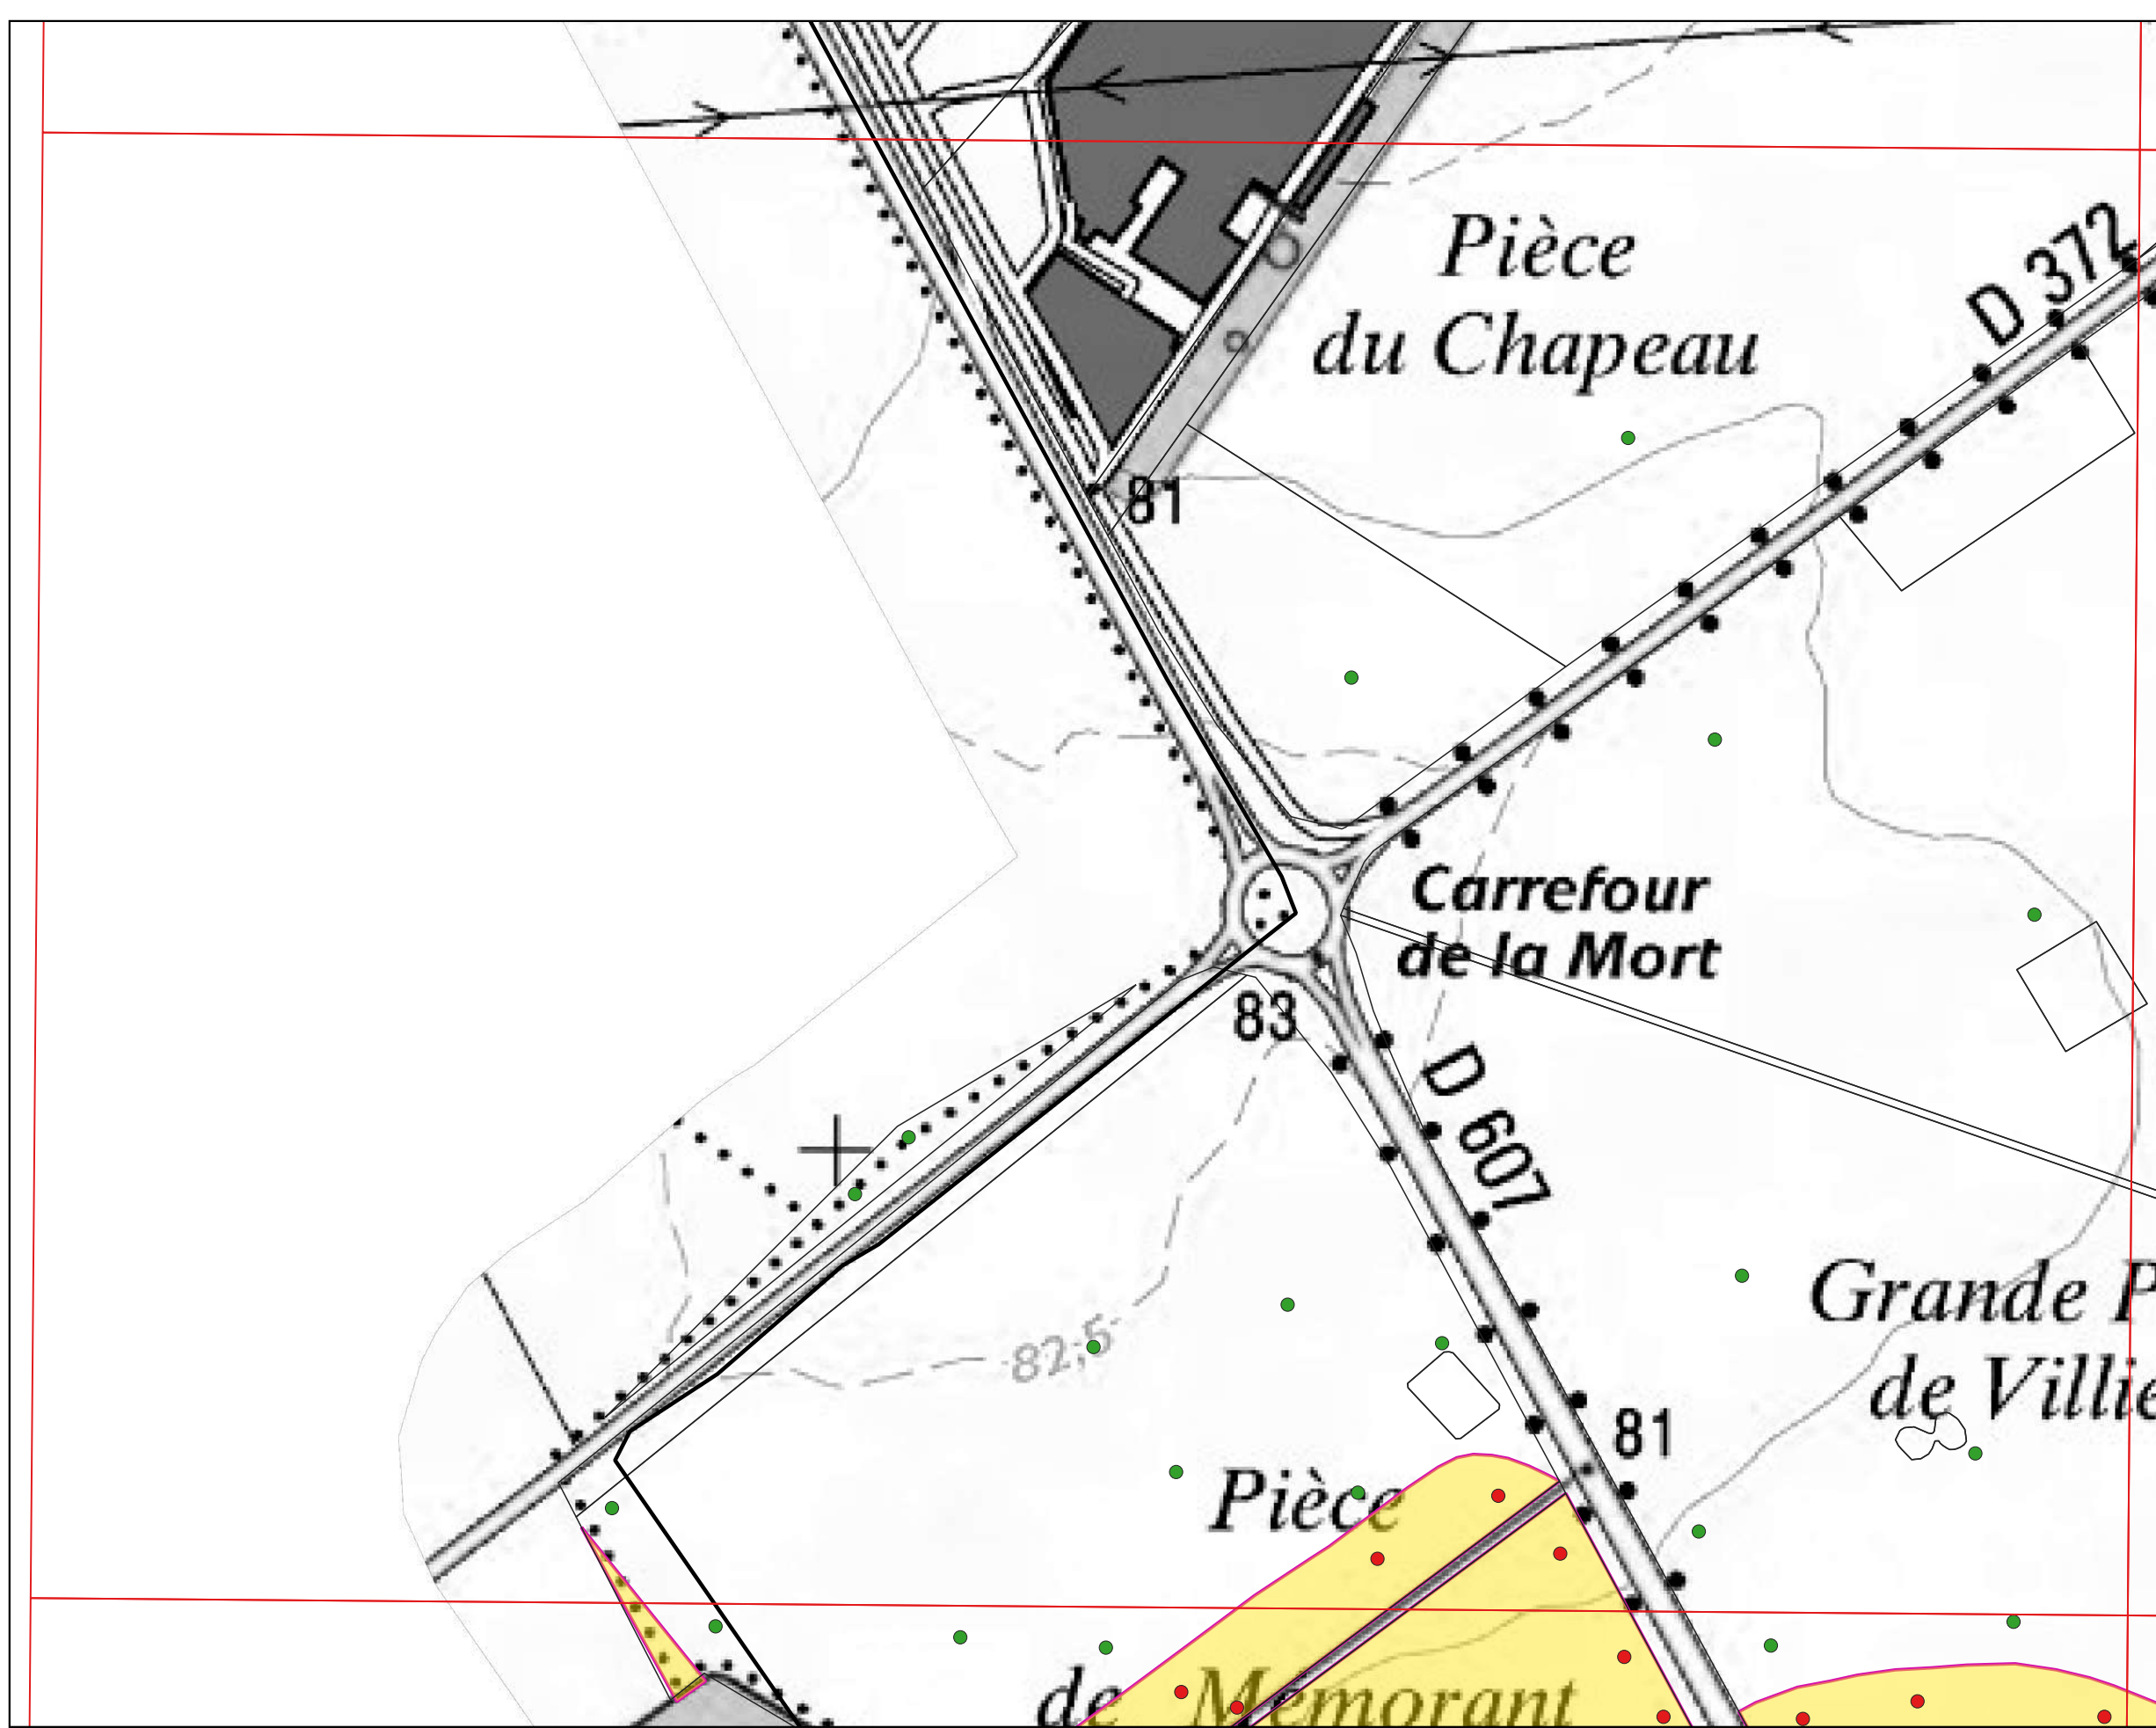 Pièce
du Chapeau
D 372
81
Carrefour
de la Mort
83
D 607
Grande P
de Villie
82,5
81
Pièce
de Memorant